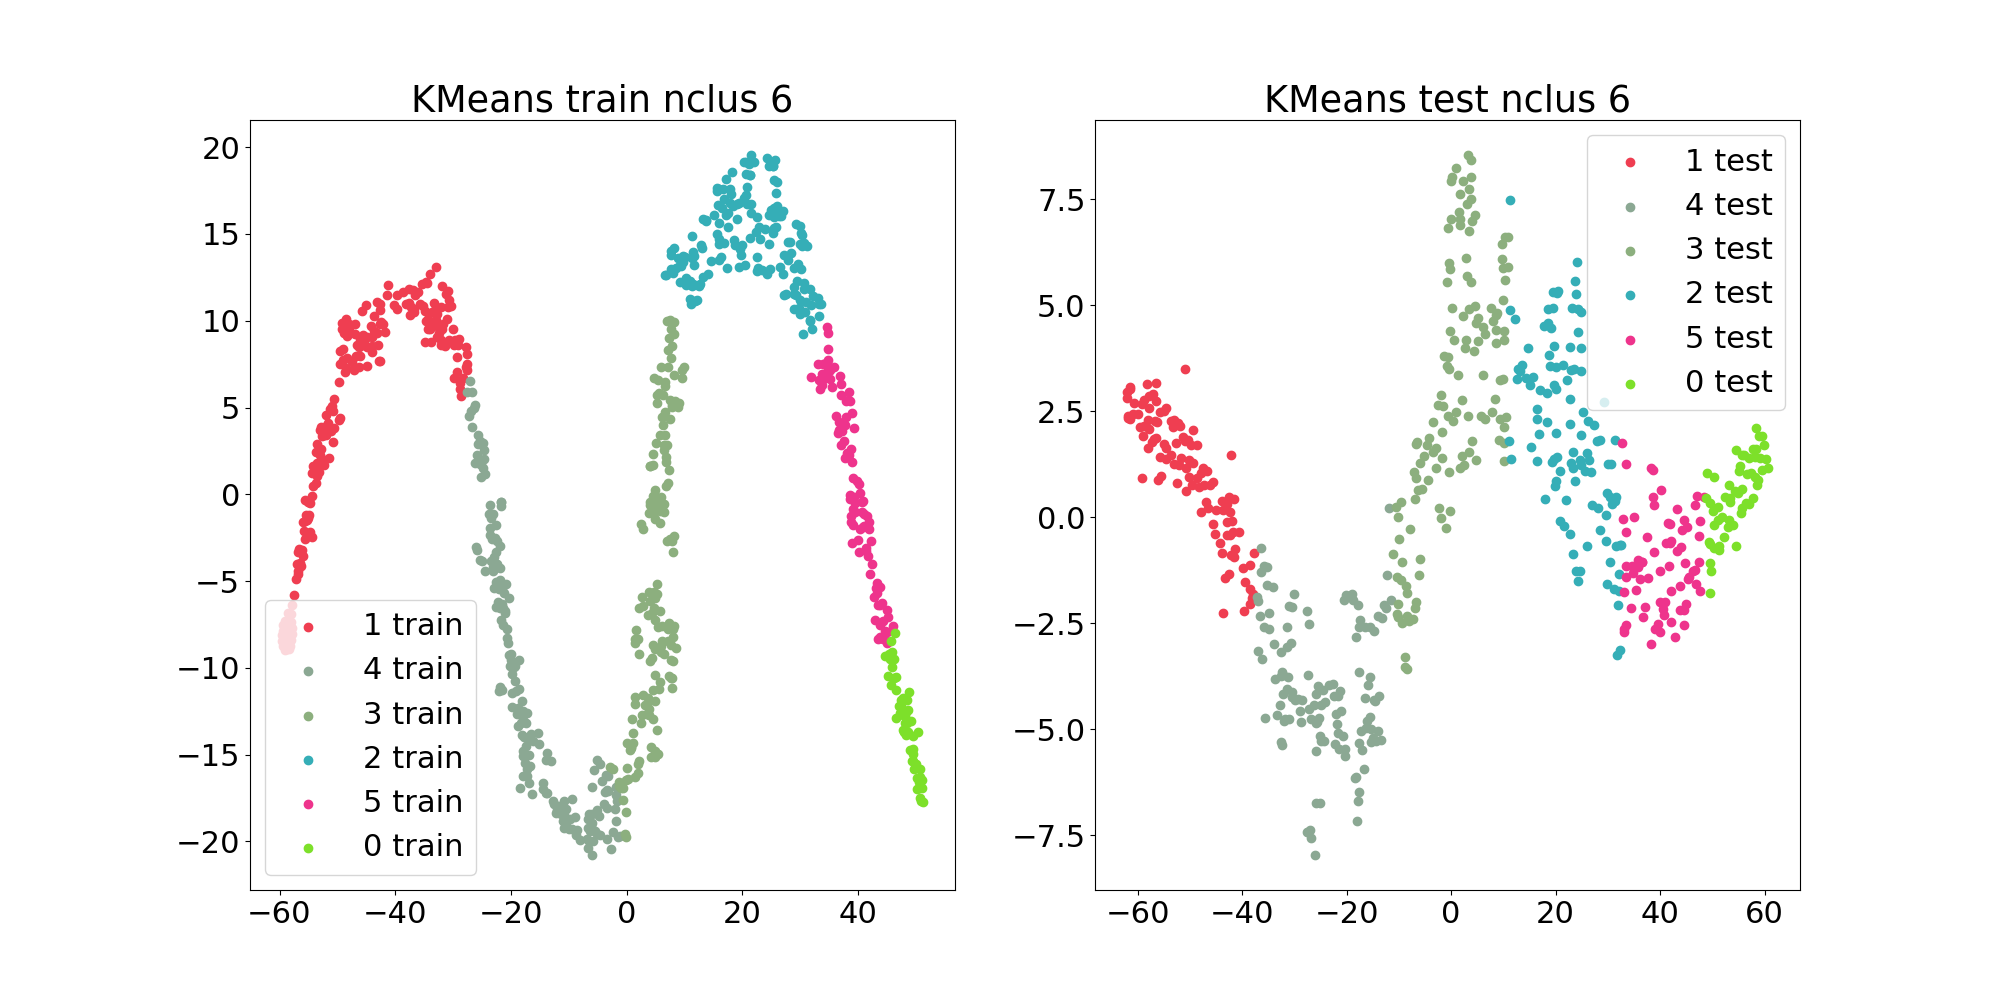 KMeans train nclus 6
20
15
10
5
0
−5
−10
−15
−20
−60 −40 −20 0 20 40
1 train
4 train
3 train
2 train
5 train
0 train
KMeans test nclus 6
7.5
5.0
2.5
0.0
−2.5
−5.0
−7.5
−60 −40 −20 0 20 40 60
1 test
4 test
3 test
2 test
5 test
0 test